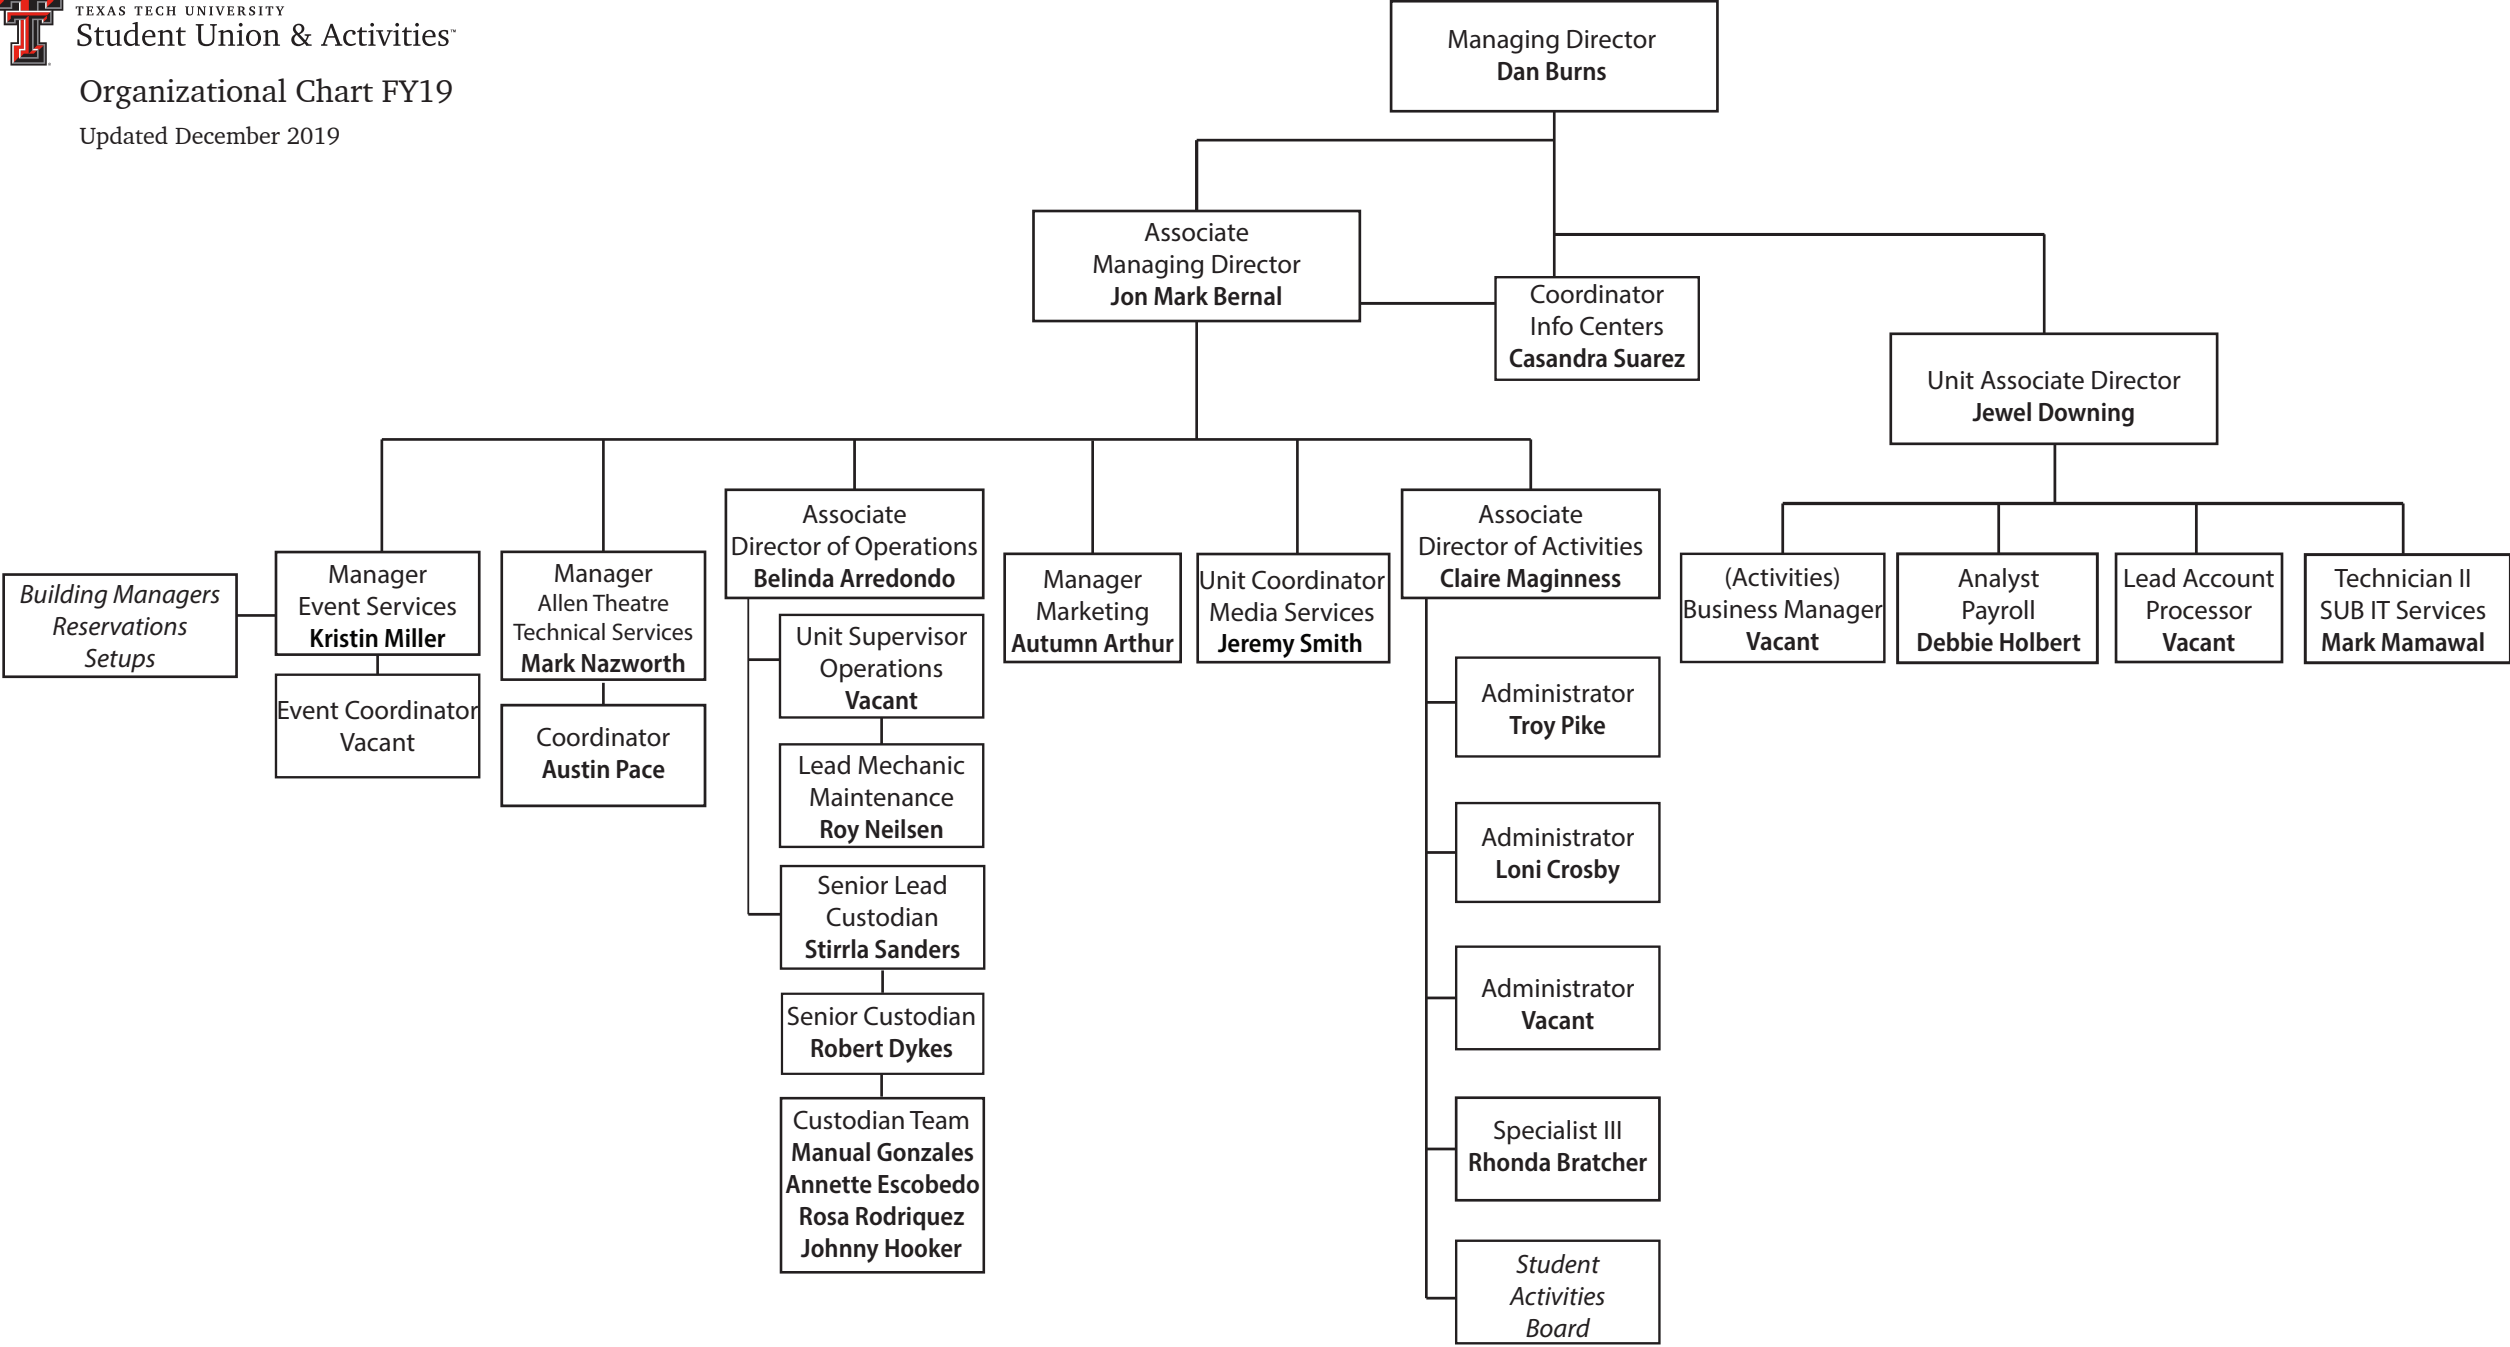 TEXAS TECH UNIVERSITY
Student Union & Activities™
Organizational Chart FY19
Updated December 2019
Managing Director
Dan Burns
Associate
Managing Director
Jon Mark Bernal
Coordinator
Info Centers
Casandra Suarez
Unit Associate Director
Jewel Downing
Building Managers
Reservations
Setups
Manager
Event Services
Kristin Miller
Event Coordinator
Vacant
Manager
Allen Theatre
Technical Services
Mark Nazworth
Coordinator
Austin Pace
Associate
Director of Operations
Belinda Arredondo
Unit Supervisor
Operations
Vacant
Lead Mechanic
Maintenance
Roy Neilsen
Senior Lead
Custodian
Stirrla Sanders
Senior Custodian
Robert Dykes
Custodian Team
Manual Gonzales
Annette Escobedo
Rosa Rodriquez
Johnny Hooker
Manager
Marketing
Autumn Arthur
Unit Coordinator
Media Services
Jeremy Smith
Associate
Director of Activities
Claire Maginness
Administrator
Troy Pike
Administrator
Loni Crosby
Administrator
Vacant
Specialist III
Rhonda Bratcher
Student
Activities
Board
(Activities)
Business Manager
Vacant
Analyst
Payroll
Debbie Holbert
Lead Account
Processor
Vacant
Technician II
SUB IT Services
Mark Mamawal